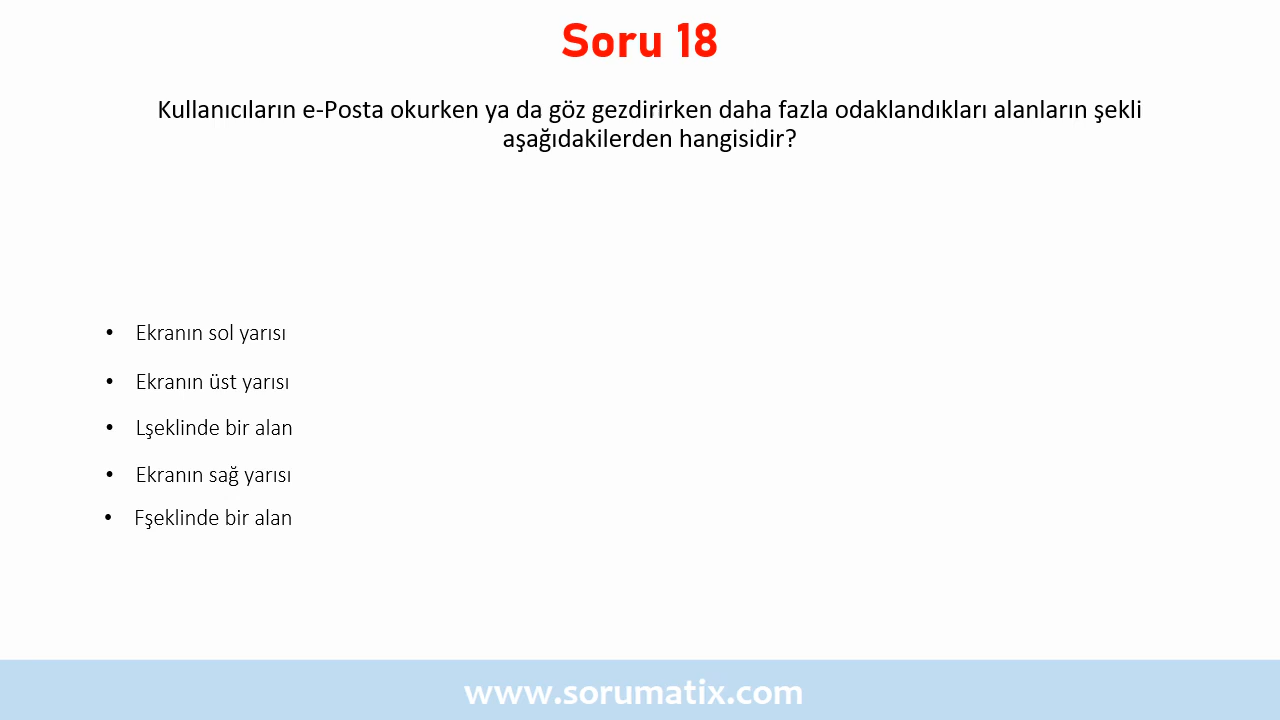 Soru 18
Kullanıcıların e-Posta okurken ya da göz gezdirirken daha fazla odaklandıkları alanların şekli
aşağıdakilerden hangisidir?
• Ekranın sol yarısı
• Ekranın üst yarısı
• Lşeklinde bir alan
• Ekranın sağ yarısı
• Fşeklinde bir alan
www.sorumatix.com